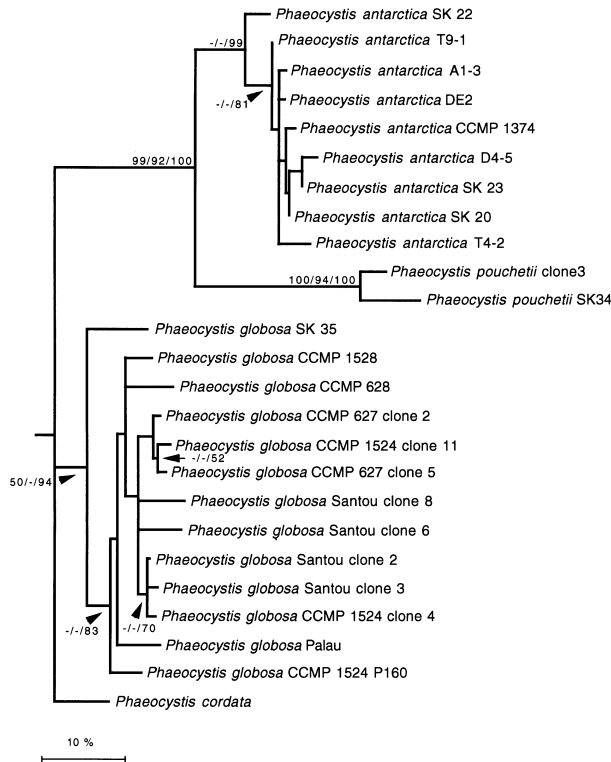 Phaeocystis antarctica SK 22
-/-/99
Phaeocystis antarctica T9-1
Phaeocystis antarctica A1-3
-/-/81
Phaeocystis antarctica DE2
Phaeocystis antarctica CCMP 1374
99/92/100
Phaeocystis antarctica D4-5
Phaeocystis antarctica SK 23
Phaeocystis antarctica SK 20
Phaeocystis antarctica T4-2
100/94/100
Phaeocystis pouchetii clone3
Phaeocystis pouchetii SK34
Phaeocystis globosa SK 35
Phaeocystis globosa CCMP 1528
Phaeocystis globosa CCMP 628
Phaeocystis globosa CCMP 627 clone 2
Phaeocystis globosa CCMP 1524 clone 11
-/-/52
Phaeocystis globosa CCMP 627 clone 5
50/-/94
Phaeocystis globosa Santou clone 8
Phaeocystis globosa Santou clone 6
Phaeocystis globosa Santou clone 2
Phaeocystis globosa Santou clone 3
Phaeocystis globosa CCMP 1524 clone 4
-/-/83
-/-/70
Phaeocystis globosa Palau
Phaeocystis globosa CCMP 1524 P160
Phaeocystis cordata
10 %